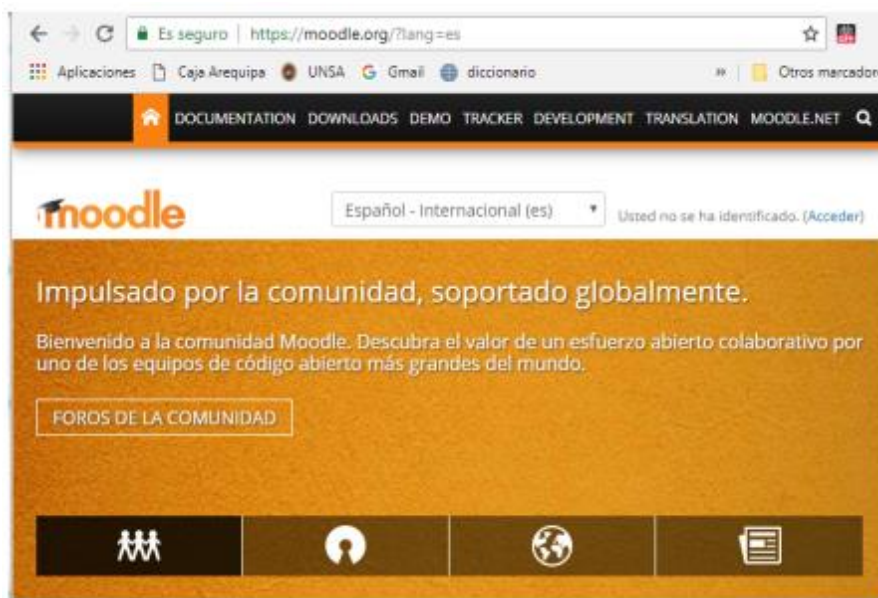 Es seguro | https://moodle.org/?lang=es
Aplicaciones Caja Arequipa UNSA Gmail diccionario » Otros marcador
DOCUMENTATION DOWNLOADS DEMO TRACKER DEVELOPMENT TRANSLATION MOODLE.NET
moodle Español - Internacional (es) Usted no se ha identificado. (Acceder)
Impulsado por la comunidad, soportado globalmente.
Bienvenido a la comunidad Moodle. Descubra el valor de un esfuerzo abierto colaborativo por
uno de los equipos de código abierto más grandes del mundo.
FOROS DE LA COMUNIDAD